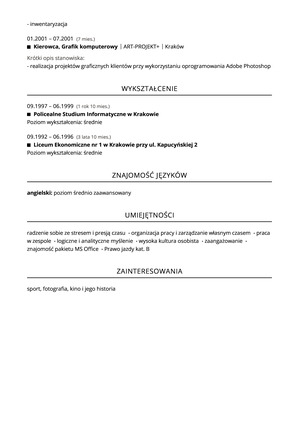 - inwentaryzacja
01.2001 – 07.2001 (7 mies.)
■ Kierowca, Grafik komputerowy | ART-PROJEKT+ | Kraków
Krótki opis stanowiska:
- realizacja projektów graficznych klientów przy wykorzystaniu oprogramowania Adobe Photoshop
WYKSZTAŁCENIE
09.1997 – 06.1999 (1 rok 10 mies.)
■ Policealne Studium Informatyczne w Krakowie
Poziom wykształcenia: średnie
09.1992 – 06.1996 (3 lata 10 mies.)
■ Liceum Ekonomiczne nr 1 w Krakowie przy ul. Kapucyńskiej 2
Poziom wykształcenia: średnie
ZNAJOMOŚĆ JĘZYKÓW
angielski: poziom średnio zaawansowany
UMIEJĘTNOŚCI
radzenie sobie ze stresem i presją czasu - organizacja pracy i zarządzanie własnym czasem - praca
w zespole - logiczne i analityczne myślenie - wysoka kultura osobista - zaangażowanie -
znajomość pakietu MS Office - Prawo jazdy kat. B
ZAINTERESOWANIA
sport, fotografia, kino i jego historia